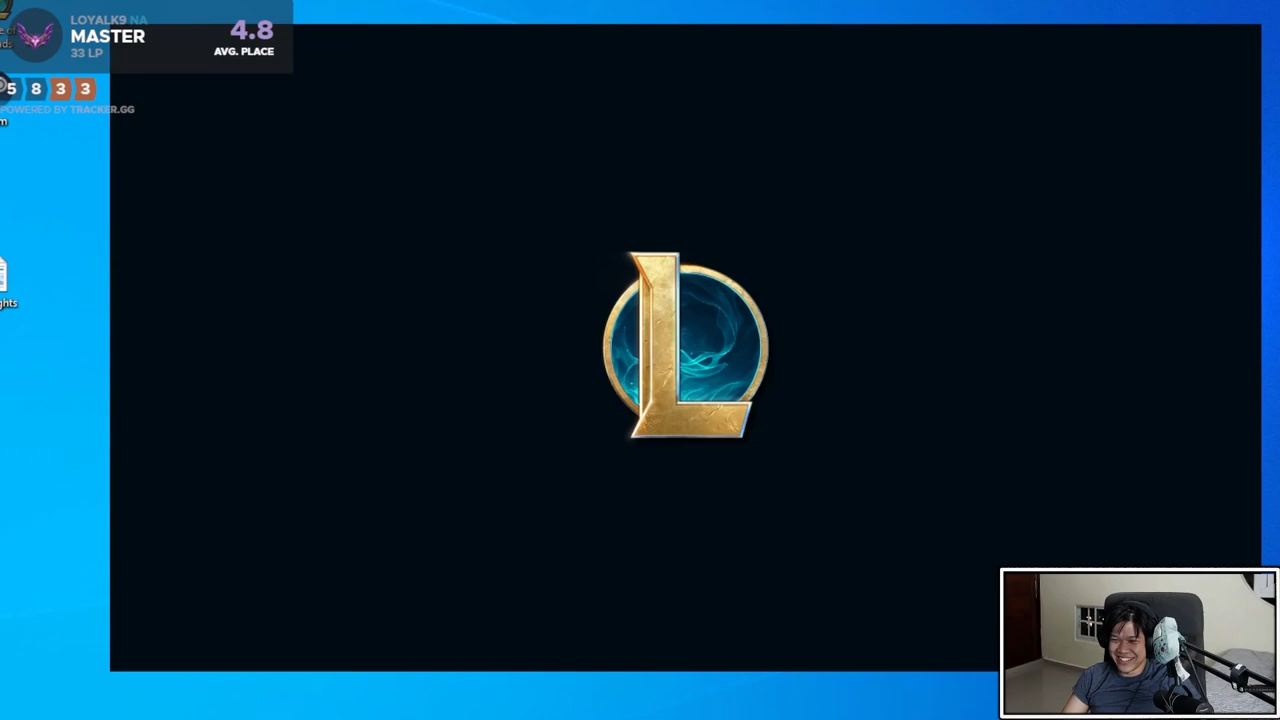 LOYALK9 NA
MASTER
33 LP
4.8
AVG. PLACE
5 8 3 3
POWERED BY TRACKER.GG
L